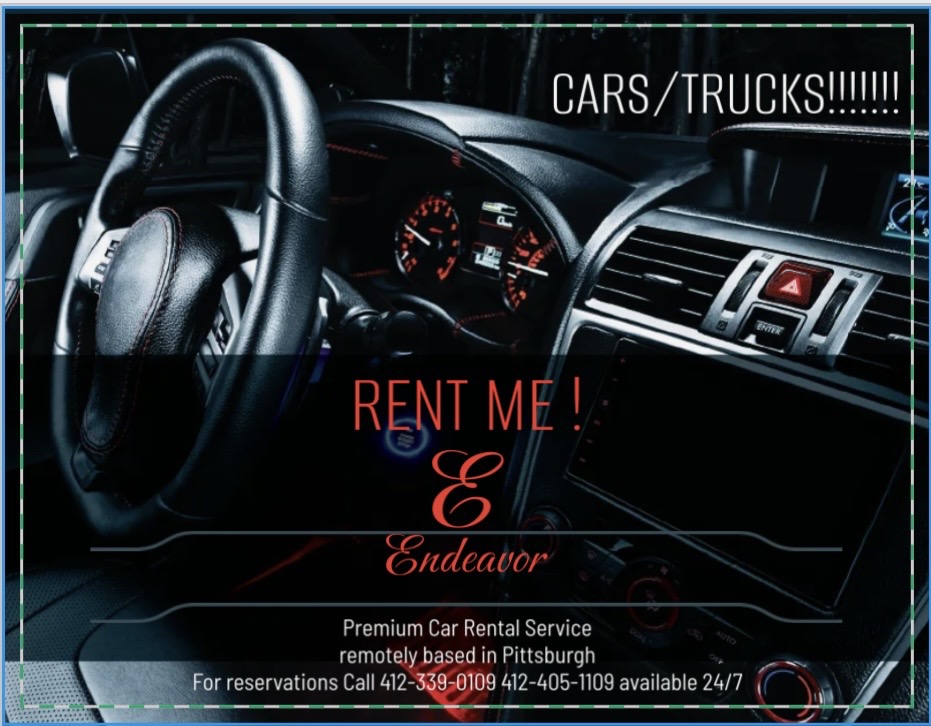 CARS/TRUCKS!!!!!!!
ENTER
RENT ME !
E
Endeavor
Premium Car Rental Service
remotely based in Pittsburgh
For reservations Call 412-339-0109 412-405-1109 available 24/7